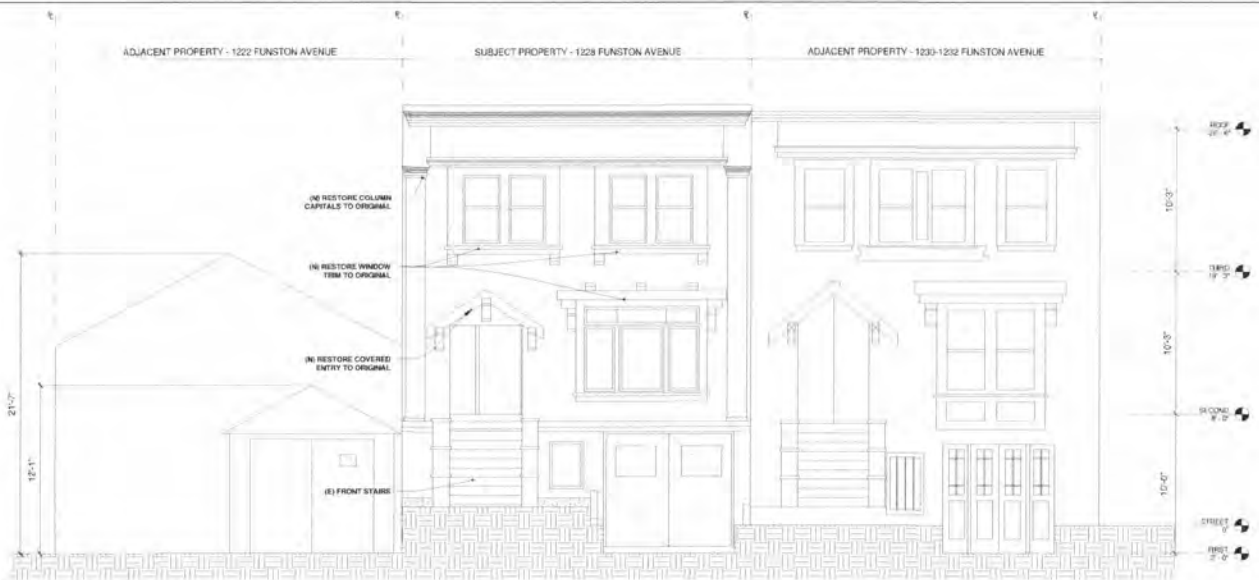 ADJACENT PROPERTY - 1222 FUNSTON AVENUE
SUBJECT PROPERTY - 1228 FUNSTON AVENUE
ADJACENT PROPERTY - 1230-1232 FUNSTON AVENUE
(N) RESTORE COLUMN
CAPITALS TO ORIGINAL
(N) RESTORE WINDOW
TRIM TO ORIGINAL
(N) RESTORE COVERED
ENTRY TO ORIGINAL
(E) FRONT STAIRS
21'-7"
12'-1"
10'-3"
10'-3"
10'-0"
ROOF
THIRD
SECOND
STREET
0"
FIRST